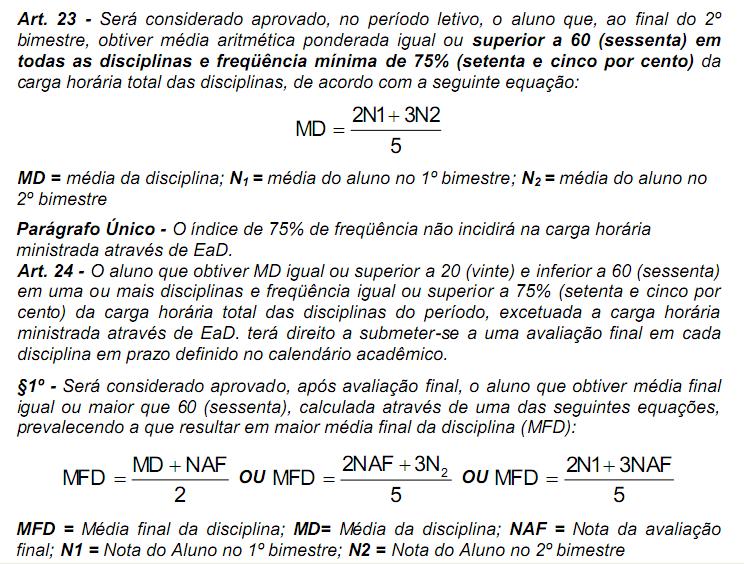 Art. 23 - Será considerado aprovado, no período letivo, o aluno que, ao final do 2º
bimestre, obtiver média aritmética ponderada igual ou superior a 60 (sessenta) em
todas as disciplinas e freqüência mínima de 75% (setenta e cinco por cento) da
carga horária total das disciplinas, de acordo com a seguinte equação:
MD = 2N1 + 3N2
5
MD = média da disciplina; N1 = média do aluno no 1º bimestre; N2 = média do aluno no
2º bimestre
Parágrafo Único - O índice de 75% de freqüência não incidirá na carga horária
ministrada através de EaD.
Art. 24 - O aluno que obtiver MD igual ou superior a 20 (vinte) e inferior a 60 (sessenta)
em uma ou mais disciplinas e freqüência igual ou superior a 75% (setenta e cinco por
cento) da carga horária total das disciplinas do período, excetuada a carga horária
ministrada através de EaD. terá direito a submeter-se a uma avaliação final em cada
disciplina em prazo definido no calendário acadêmico.
§1º - Será considerado aprovado, após avaliação final, o aluno que obtiver média final
igual ou maior que 60 (sessenta), calculada através de uma das seguintes equações,
prevalecendo a que resultar em maior média final da disciplina (MFD):
MFD = MD + NAF OU MFD = 2NAF + 3N2 OU MFD = 2N1 + 3NAF
2 5 5
MFD = Média final da disciplina; MD= Média da disciplina; NAF = Nota da avaliação
final; N1 = Nota do Aluno no 1º bimestre; N2 = Nota do Aluno no 2º bimestre